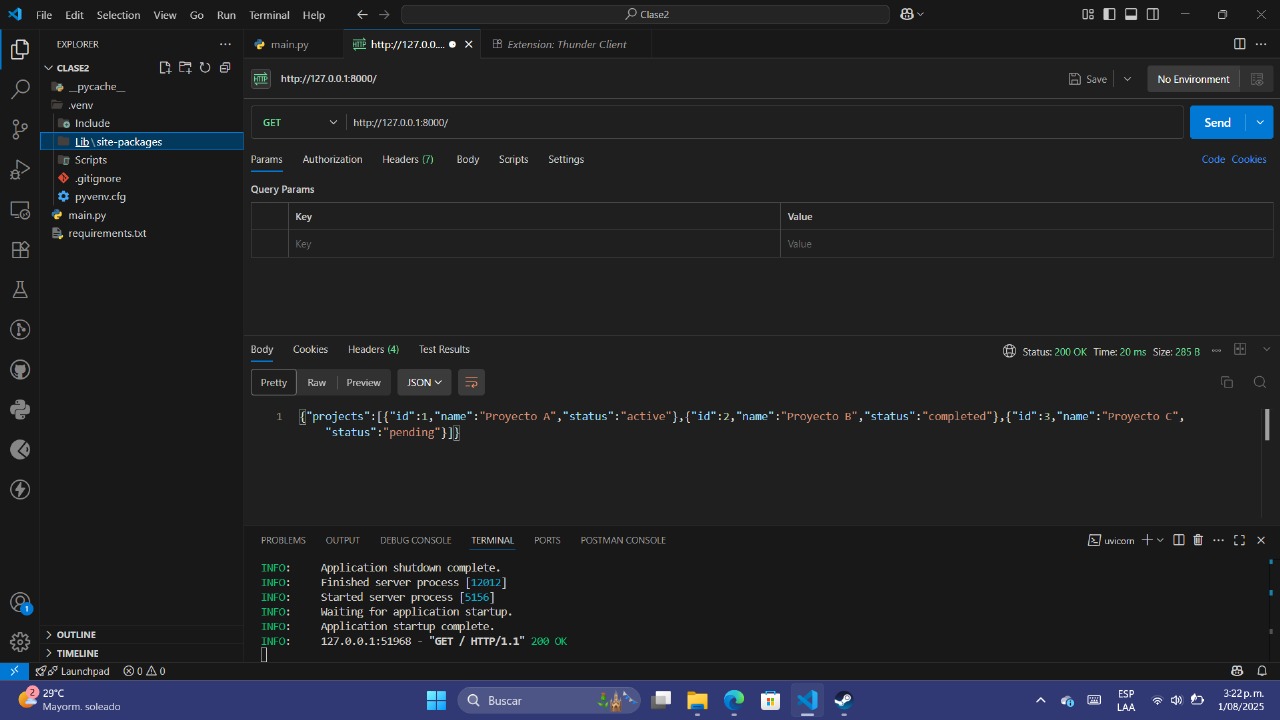 File Edit Selection View Go Run Terminal Help
Clase2
EXPLORER
main.py
http://127.0.0....
Extension: Thunder Client
CLASE2
__pycache__
.venv
Include
Lib \ site-packages
Scripts
.gitignore
pyvenv.cfg
main.py
requirements.txt
OUTLINE
TIMELINE
HTTP http://127.0.0.1:8000/
Save
No Environment
GET http://127.0.0.1:8000/
Send
Params Authorization Headers (7) Body Scripts Settings
Code Cookies
Query Params
Key Value
Key Value
Body Cookies Headers (4) Test Results
Status: 200 OK Time: 20 ms Size: 285 B
Pretty Raw Preview JSON
1 {"projects":[{"id":1,"name":"Proyecto A","status":"active"},{"id":2,"name":"Proyecto B","status":"completed"},{"id":3,"name":"Proyecto C",
"status":"pending"}]}
PROBLEMS OUTPUT DEBUG CONSOLE TERMINAL PORTS POSTMAN CONSOLE
uvicorn
INFO: Application shutdown complete.
INFO: Finished server process [12012]
INFO: Started server process [5156]
INFO: Waiting for application startup.
INFO: Application startup complete.
INFO: 127.0.0.1:51968 - "GET / HTTP/1.1" 200 OK
1
Launchpad 0 0
2
29°C
Mayorm. soleado
Buscar
ESP
LAA
3:22 p. m.
1/08/2025